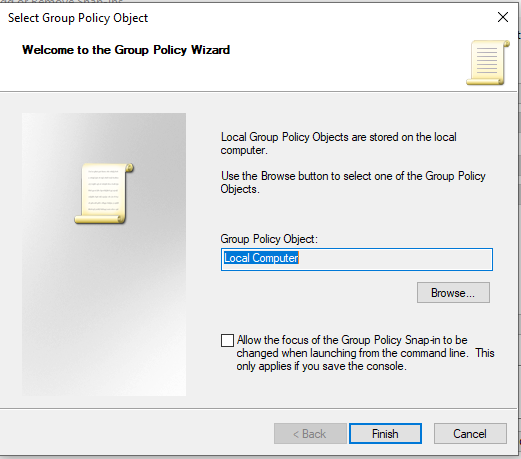 Select Group Policy Object
Welcome to the Group Policy Wizard
Local Group Policy Objects are stored on the local
computer.
Use the Browse button to select one of the Group Policy
Objects.
Group Policy Object:
Local Computer
Browse...
Allow the focus of the Group Policy Snap-in to be
changed when launching from the command line.  This
only applies if you save the console.
< Back
Finish
Cancel